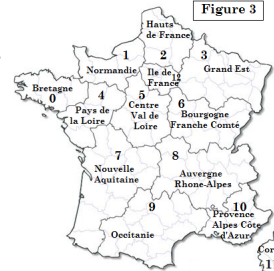 Figure 3
Hauts
de France
1
2
3
Normandie
Ile de
France
12
Grand Est
Bretagne
0
4
Pays de
la Loire
5
Centre
Val de
Loire
6
Bourgogne
Franche Comté
7
Nouvelle
Aquitaine
8
Auvergne
Rhone-Alpes
9
Occitanie
10
Provence
Alpes Côte
d'Azur
Cor
1